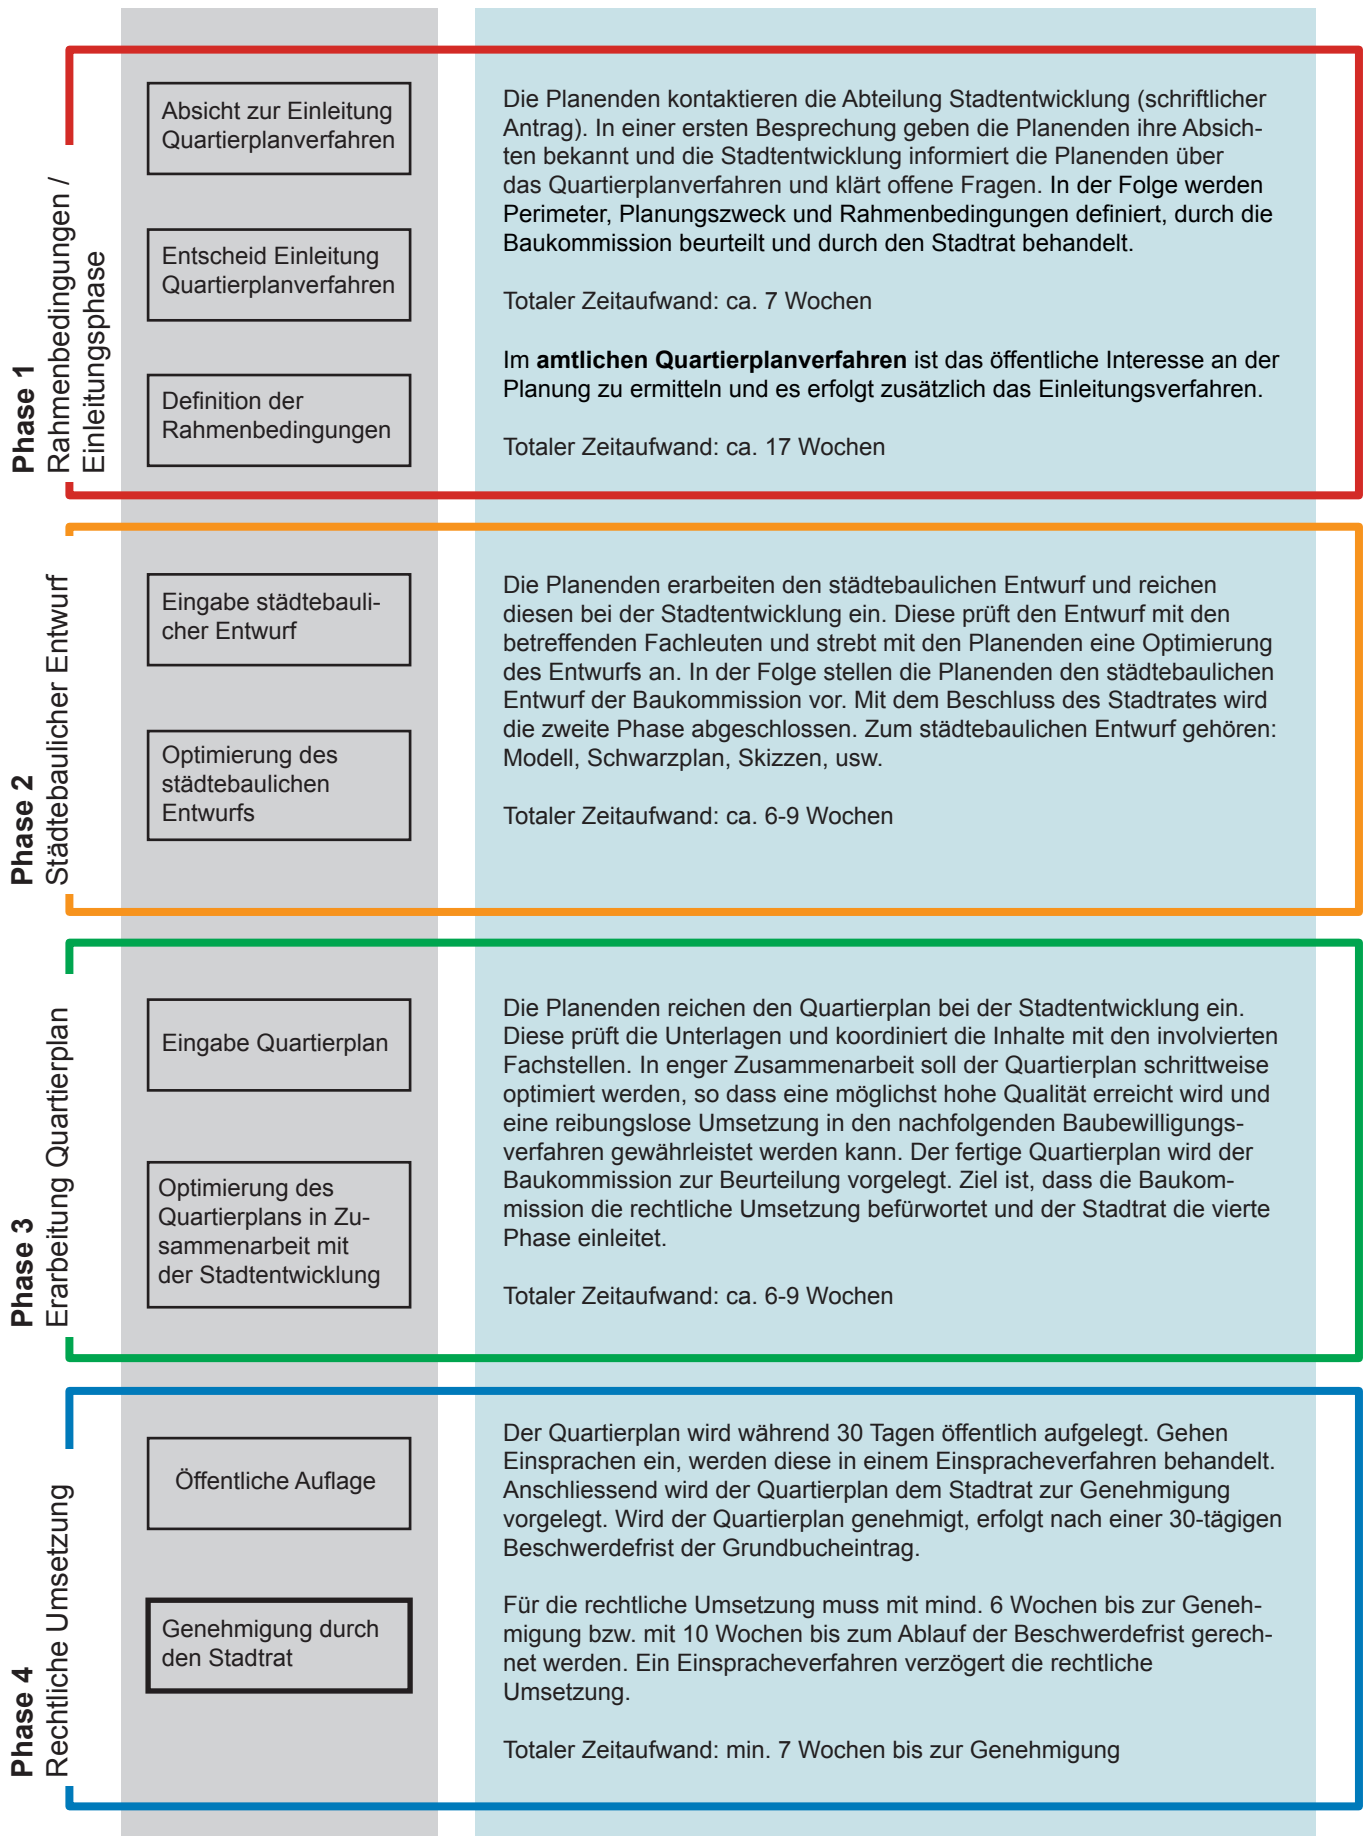 Phase 1
Rahmenbedingungen /
Einleitungsphase
Absicht zur Einleitung
Quartierplanverfahren
Entscheid Einleitung
Quartierplanverfahren
Definition der
Rahmenbedingungen
Die Planenden kontaktieren die Abteilung Stadtentwicklung (schriftlicher
Antrag). In einer ersten Besprechung geben die Planenden ihre Absich-
ten bekannt und die Stadtentwicklung informiert die Planenden über
das Quartierplanverfahren und klärt offene Fragen. In der Folge werden
Perimeter, Planungszweck und Rahmenbedingungen definiert, durch die
Baukommission beurteilt und durch den Stadtrat behandelt.
Totaler Zeitaufwand: ca. 7 Wochen
Im amtlichen Quartierplanverfahren ist das öffentliche Interesse an der
Planung zu ermitteln und es erfolgt zusätzlich das Einleitungsverfahren.
Totaler Zeitaufwand: ca. 17 Wochen
Phase 2
Städtebaulicher Entwurf
Eingabe städtebauli-
cher Entwurf
Optimierung des
städtebaulichen
Entwurfs
Die Planenden erarbeiten den städtebaulichen Entwurf und reichen
diesen bei der Stadtentwicklung ein. Diese prüft den Entwurf mit den
betreffenden Fachleuten und strebt mit den Planenden eine Optimierung
des Entwurfs an. In der Folge stellen die Planenden den städtebaulichen
Entwurf der Baukommission vor. Mit dem Beschluss des Stadtrates wird
die zweite Phase abgeschlossen. Zum städtebaulichen Entwurf gehören:
Modell, Schwarzplan, Skizzen, usw.
Totaler Zeitaufwand: ca. 6-9 Wochen
Phase 3
Erarbeitung Quartierplan
Eingabe Quartierplan
Optimierung des
Quartierplans in Zu-
sammenarbeit mit
der Stadtentwicklung
Die Planenden reichen den Quartierplan bei der Stadtentwicklung ein.
Diese prüft die Unterlagen und koordiniert die Inhalte mit den involvierten
Fachstellen. In enger Zusammenarbeit soll der Quartierplan schrittweise
optimiert werden, so dass eine möglichst hohe Qualität erreicht wird und
eine reibungslose Umsetzung in den nachfolgenden Baubewilligungs-
verfahren gewährleistet werden kann. Der fertige Quartierplan wird der
Baukommission zur Beurteilung vorgelegt. Ziel ist, dass die Baukom-
mission die rechtliche Umsetzung befürwortet und der Stadtrat die vierte
Phase einleitet.
Totaler Zeitaufwand: ca. 6-9 Wochen
Phase 4
Rechtliche Umsetzung
Öffentliche Auflage
Genehmigung durch
den Stadtrat
Der Quartierplan wird während 30 Tagen öffentlich aufgelegt. Gehen
Einsprachen ein, werden diese in einem Einspracheverfahren behandelt.
Anschliessend wird der Quartierplan dem Stadtrat zur Genehmigung
vorgelegt. Wird der Quartierplan genehmigt, erfolgt nach einer 30-tägigen
Beschwerdefrist der Grundbucheintrag.
Für die rechtliche Umsetzung muss mit mind. 6 Wochen bis zur Geneh-
migung bzw. mit 10 Wochen bis zum Ablauf der Beschwerdefrist gerech-
net werden. Ein Einspracheverfahren verzögert die rechtliche
Umsetzung.
Totaler Zeitaufwand: min. 7 Wochen bis zur Genehmigung